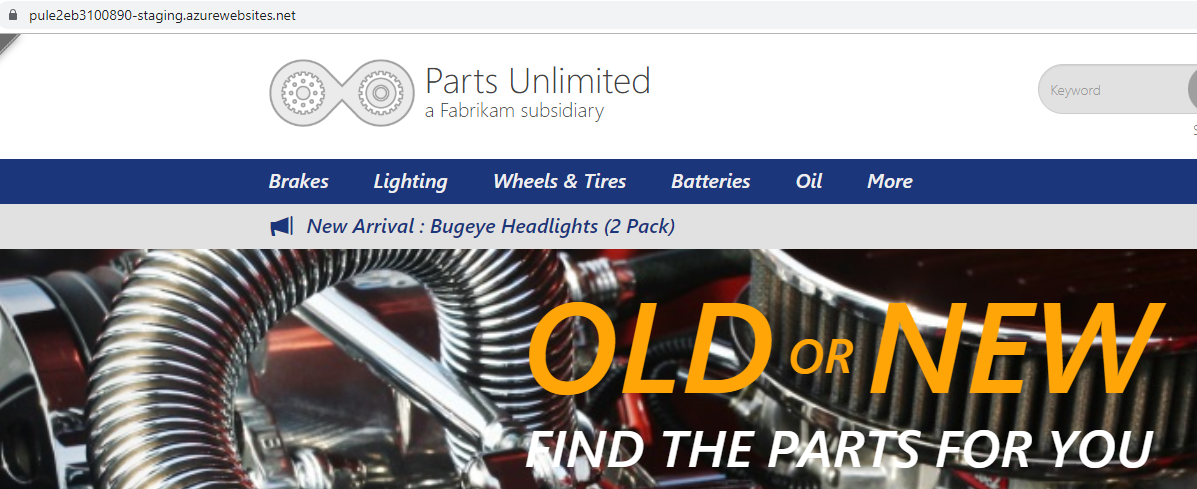 pule2eb3100890-staging.azurewebsites.net
Parts Unlimited
a Fabrikam subsidiary
Keyword
Brakes Lighting Wheels & Tires Batteries Oil More
New Arrival : Bugeye Headlights (2 Pack)
OLD OR NEW
FIND THE PARTS FOR YOU